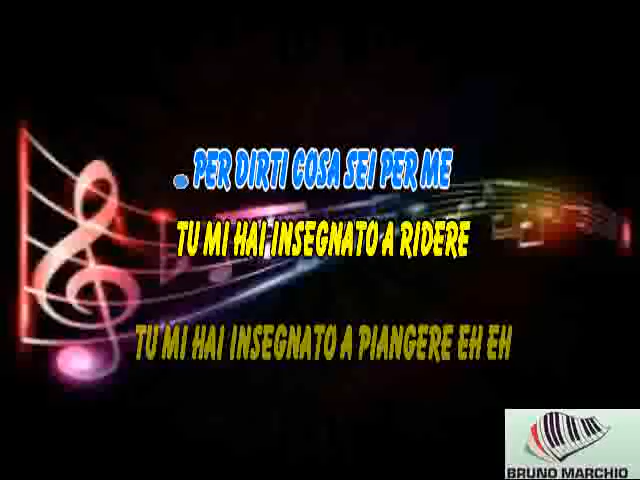 . PER DIRTI COSA SEI PER ME
TU MI HAI INSEGNATO A RIDERE
TU MI HAI INSEGNATO A PIANGERE EH EH
BRUNO MARCHIO